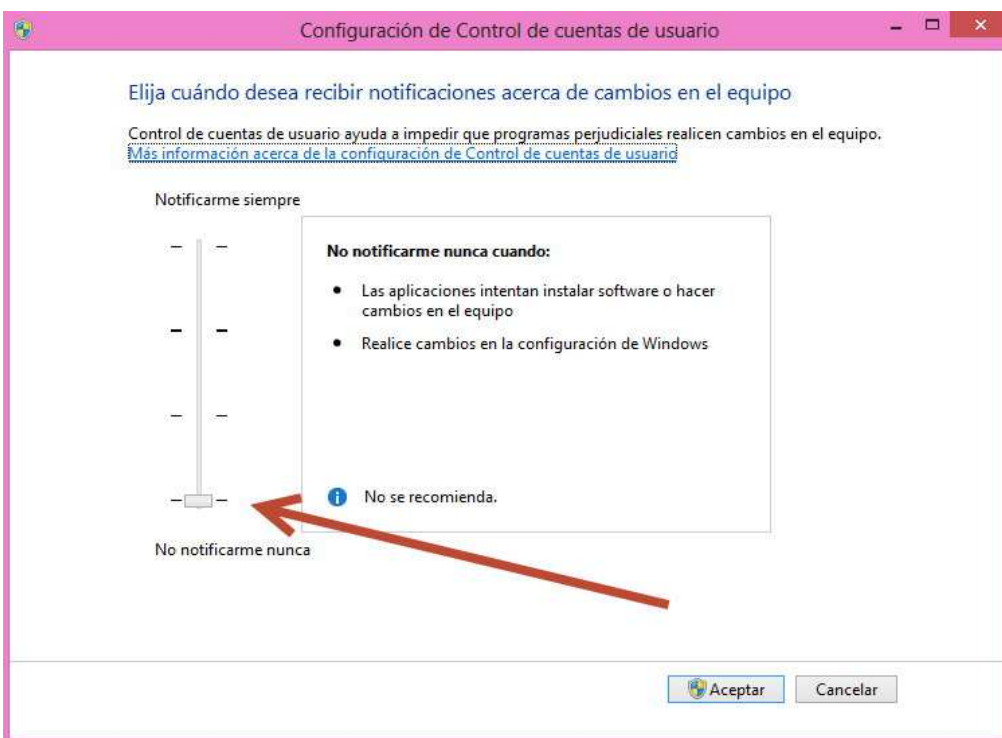 Configuración de Control de cuentas de usuario
Elija cuándo desea recibir notificaciones acerca de cambios en el equipo
Control de cuentas de usuario ayuda a impedir que programas perjudiciales realicen cambios en el equipo.
Más información acerca de la configuración de Control de cuentas de usuario
Notificarme siempre
No notificarme nunca cuando:
Las aplicaciones intentan instalar software o hacer
cambios en el equipo
Realice cambios en la configuración de Windows
No se recomienda.
No notificarme nunca
Aceptar
Cancelar